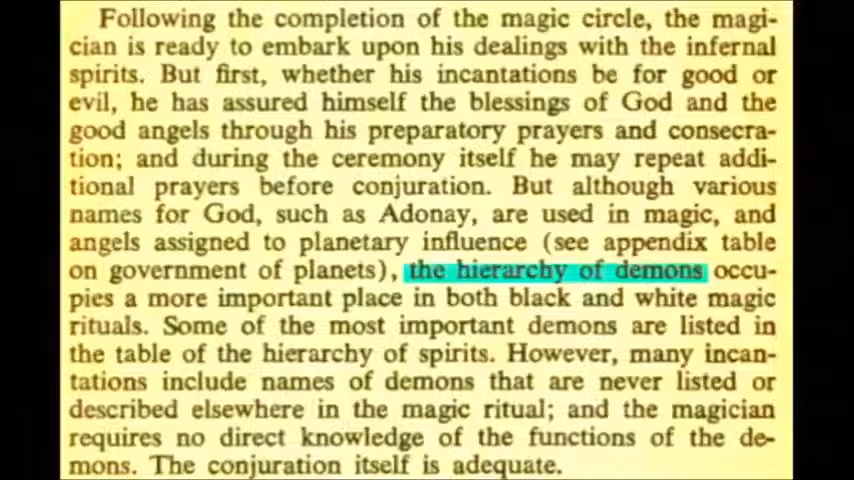 Following the completion of the magic circle, the magi-
cian is ready to embark upon his dealings with the infernal
spirits. But first, whether his incantations be for good or
evil, he has assured himself the blessings of God and the
good angels through his preparatory prayers and consecra-
tion; and during the ceremony itself he may repeat addi-
tional prayers before conjuration. But although various
names for God, such as Adonay, are used in magic, and
angels assigned to planetary influence (see appendix table
on government of planets), the hierarchy of demons occu-
pies a more important place in both black and white magic
rituals. Some of the most important demons are listed in
the table of the hierarchy of spirits. However, many incan-
tations include names of demons that are never listed or
described elsewhere in the magic ritual; and the magician
requires no direct knowledge of the functions of the de-
mons. The conjuration itself is adequate.